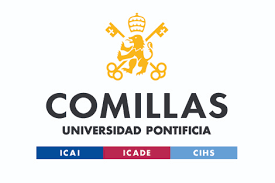 COMILLAS
UNIVERSIDAD PONTIFICIA
ICAI ICADE CIHS